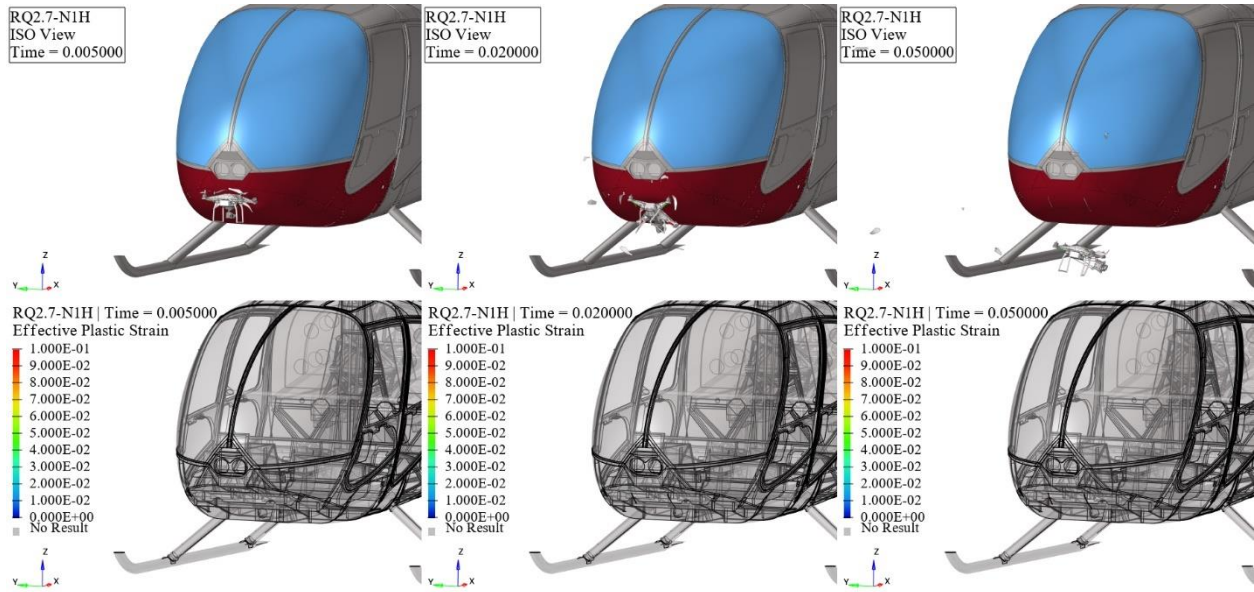 RQ2.7-N1H
ISO View
Time = 0.005000
Z
Y
X
RQ2.7-N1H
ISO View
Time = 0.020000
Z
Y
X
RQ2.7-N1H
ISO View
Time = 0.050000
Z
Y
X
RQ2.7-N1H | Time = 0.005000
Effective Plastic Strain
1.000E-01
9.000E-02
8.000E-02
7.000E-02
6.000E-02
5.000E-02
4.000E-02
3.000E-02
2.000E-02
1.000E-02
0.000E+00
No Result
Z
Y
X
RQ2.7-N1H | Time = 0.020000
Effective Plastic Strain
1.000E-01
9.000E-02
8.000E-02
7.000E-02
6.000E-02
5.000E-02
4.000E-02
3.000E-02
2.000E-02
1.000E-02
0.000E+00
No Result
Z
Y
X
RQ2.7-N1H | Time = 0.050000
Effective Plastic Strain
1.000E-01
9.000E-02
8.000E-02
7.000E-02
6.000E-02
5.000E-02
4.000E-02
3.000E-02
2.000E-02
1.000E-02
0.000E+00
No Result
Z
Y
X